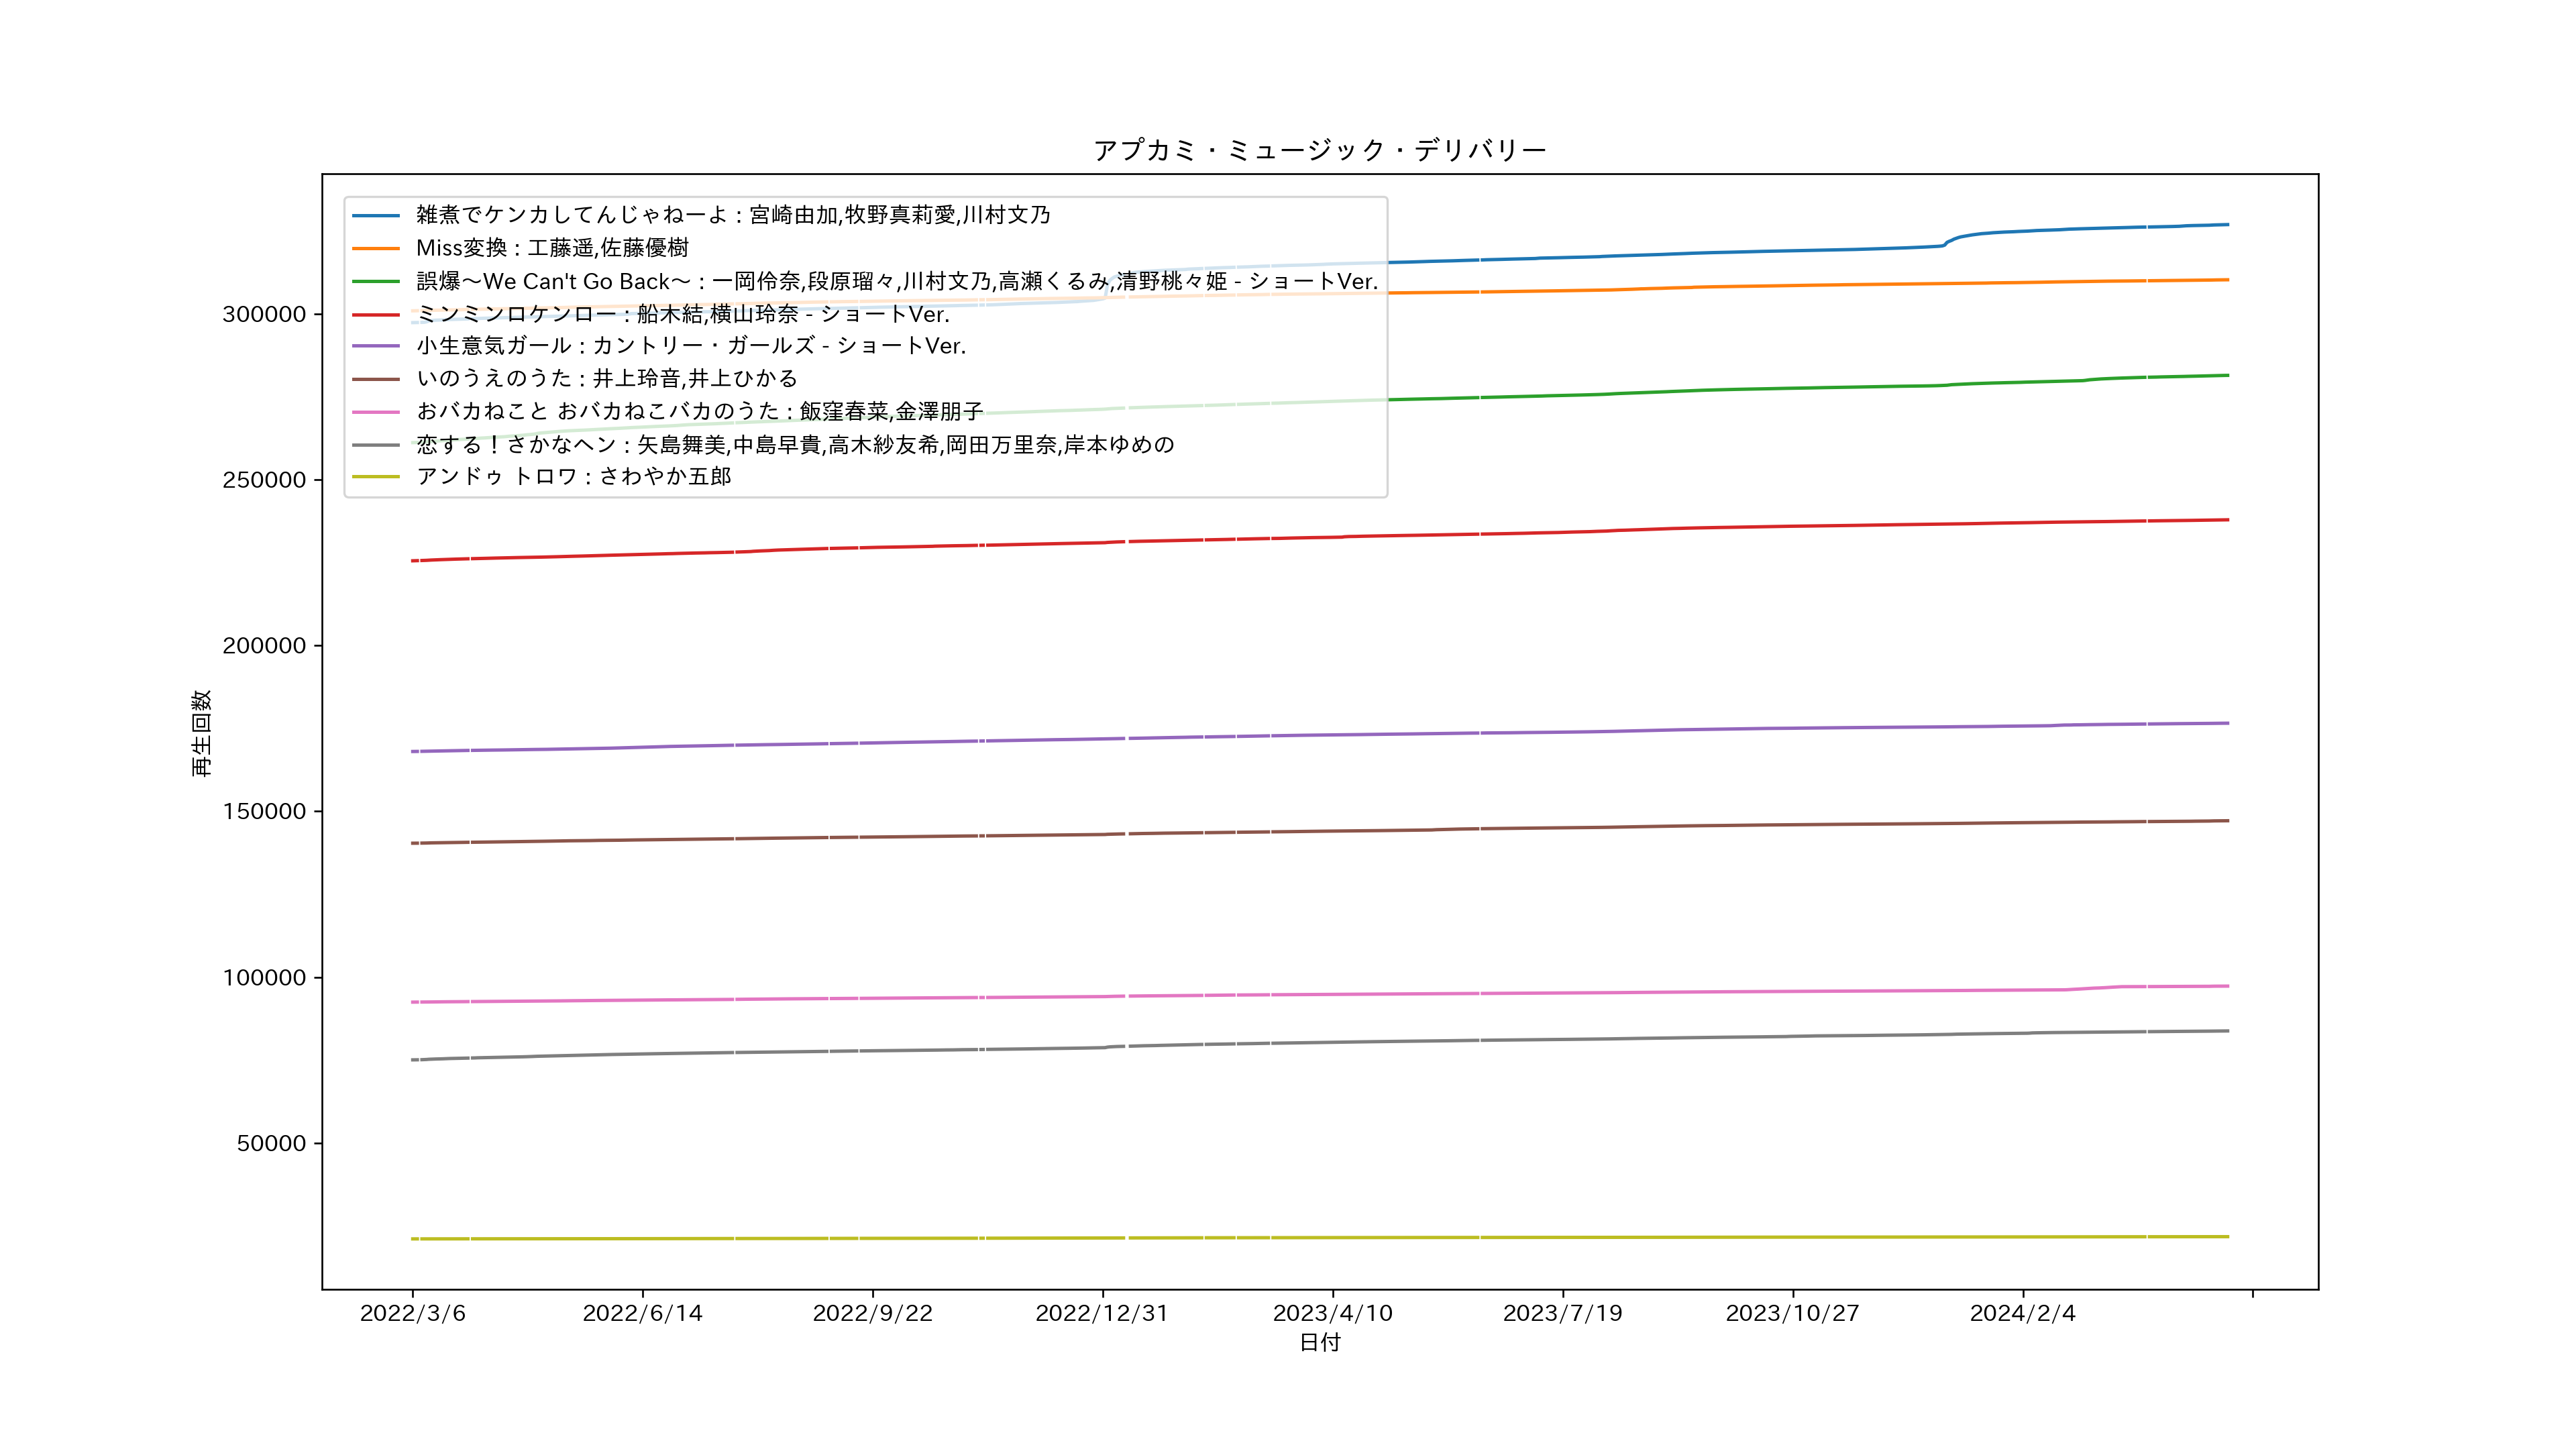 アプカミ・ミュージック・デリバリー
雑煮でケンカしてんじゃねーよ : 宮崎由加,牧野真莉愛,川村文乃
Miss変換 : 工藤遥,佐藤優樹
誤爆～We Can't Go Back～ : 一岡伶奈,段原瑠々,川村文乃,高瀬くるみ,清野桃々姫 - ショートVer.
ミンミンロケンロー : 船木結,横山玲奈 - ショートVer.
小生意気ガール : カントリー・ガールズ - ショートVer.
いのうえのうた : 井上玲音,井上ひかる
おバカねこと おバカねこバカのうた : 飯窪春菜,金澤朋子
恋する！さかなヘン : 矢島舞美,中島早貴,高木紗友希,岡田万里奈,岸本ゆめの
アンドゥ トロワ : さわやか五郎
300000
250000
200000
150000
100000
50000
再生回数
2022/3/6 2022/6/14 2022/9/22 2022/12/31 2023/4/10 2023/7/19 2023/10/27 2024/2/4
日付